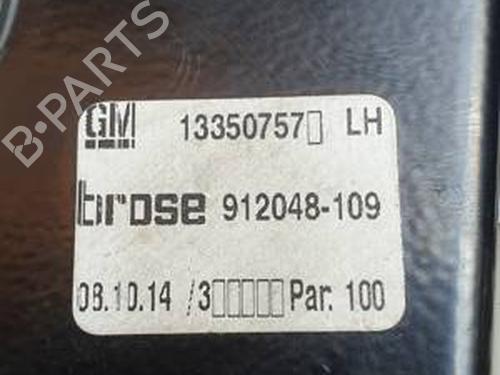 GM 13350757▯ LH
brose 912048-109
08.10.14 /3▯▯▯▯▯ Par. 100
B-PARTS